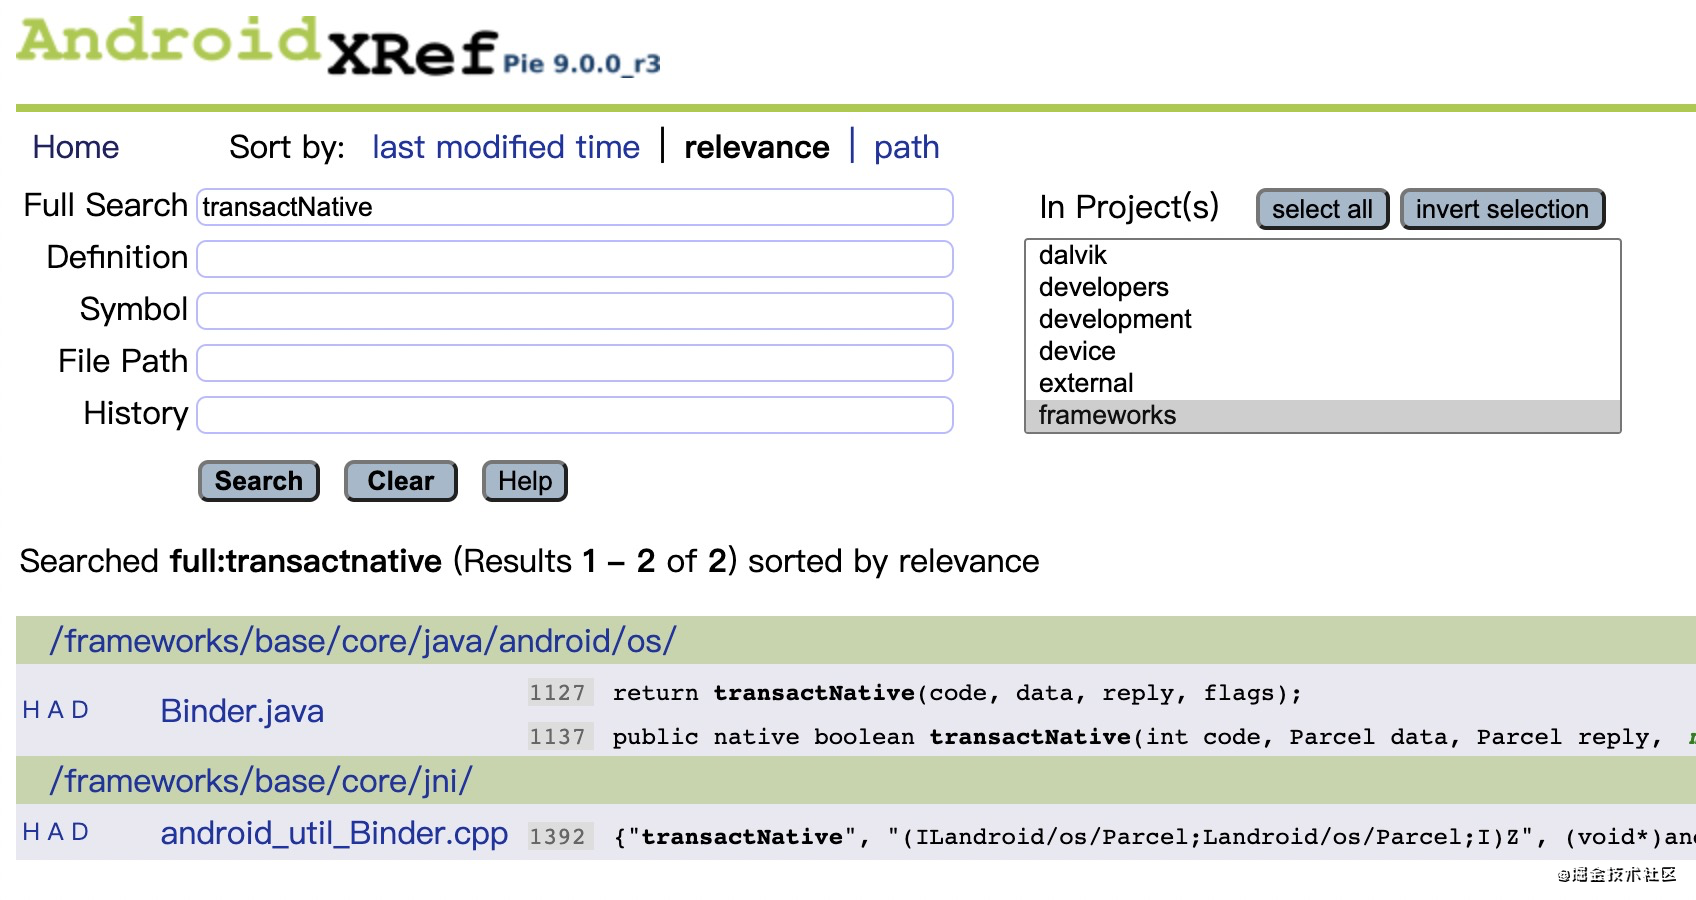 AndroidXRef Pie 9.0.0_r3
Home Sort by: last modified time | relevance | path
Full Search transactNative
In Project(s) select all invert selection
Definition
Symbol
File Path
History
dalvik
developers
development
device
external
frameworks
Search Clear Help
Searched full:transactnative (Results 1 – 2 of 2) sorted by relevance
/frameworks/base/core/java/android/os/
H A D Binder.java 1127 return transactNative(code, data, reply, flags);
1137 public native boolean transactNative(int code, Parcel data, Parcel reply,
/frameworks/base/core/jni/
H A D android_util_Binder.cpp 1392 {"transactNative", "(ILandroid/os/Parcel;Landroid/os/Parcel;I)Z", (void*)and
@掘金技术社区